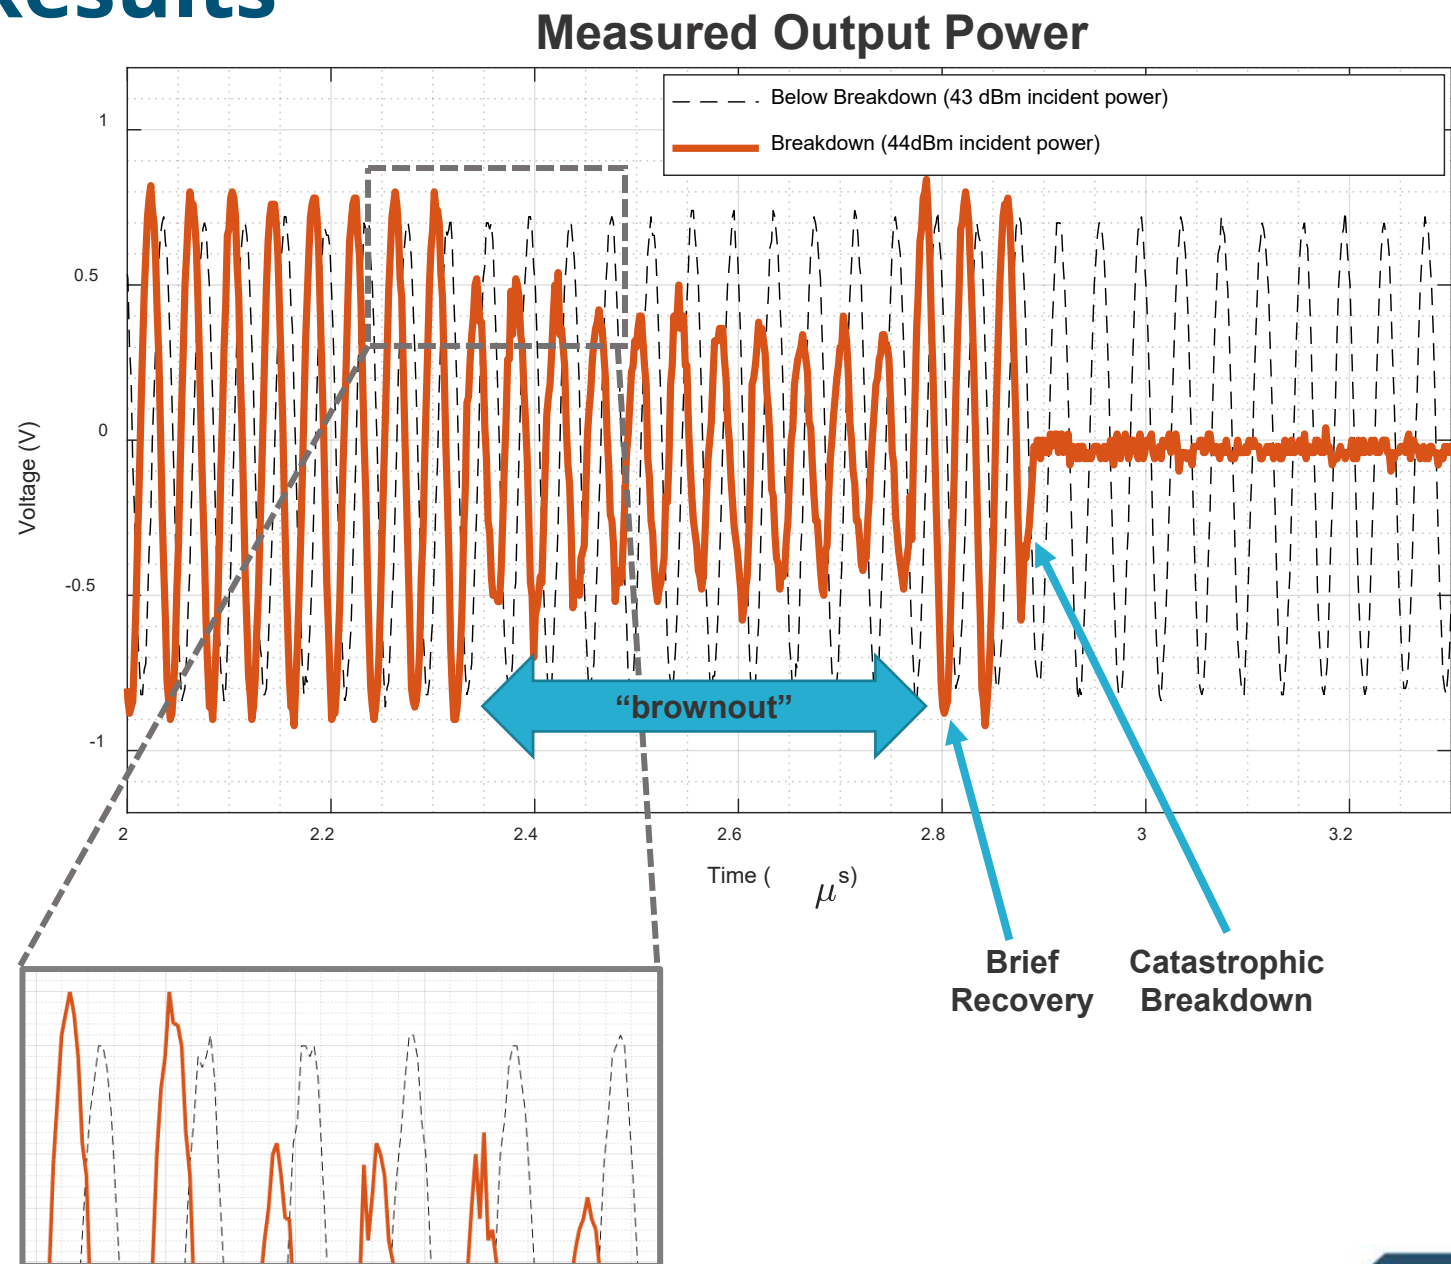 Results
Measured Output Power
Below Breakdown (43 dBm incident power)
Breakdown (44dBm incident power)
1
0.5
0
-0.5
-1
Voltage (V)
"brownout"
2
2.2
2.4
2.6
2.8
3
3.2
Time ( μs)
Brief
Recovery
Catastrophic
Breakdown